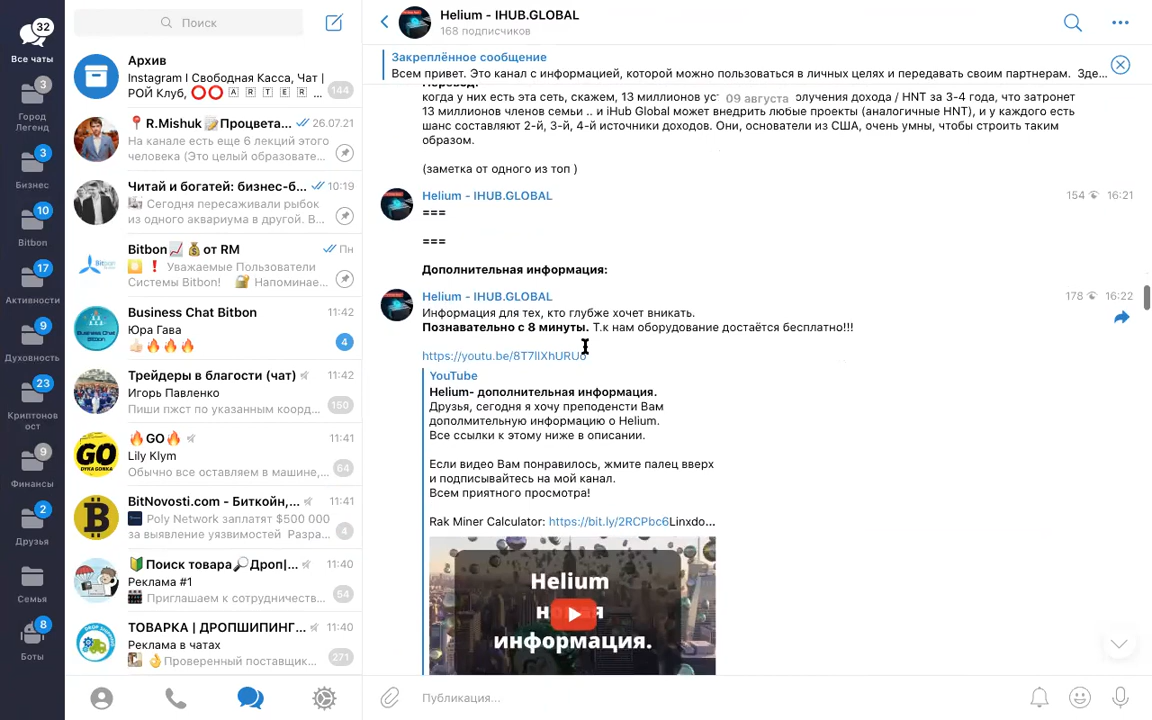 32
Все чаты
3
Город
Легенд
3
Бизнес
10
Bitbon
17
Активности
9
Духовность
23
Криптонов
ост
9
Финансы
2
Друзья
Семья
8
Боты
Поиск
Архив
Instagram I Свободная Касса, Чат |
РОЙ Клуб, ⭕⭕ 🄰 🅁 🅃 🄴 🅁 ...
144
📍R.Mishuk📝Процвета... 26.07.21
На канале есть еще 6 лекций этого
человека (Это целый образовате...
Читай и богатей: бизнес-б... 10:19
Сегодня пересаживали рыбок
из одного аквариума в другой. В...
Bitbon📈💰от RM Пн
❗ Уважаемые Пользователи
Системы Bitbon! 🔐 Напоминае...
Business Chat Bitbon 11:42
Юра Гава
👍🏻🔥🔥🔥 4
Трейдеры в благости (чат) 11:42
Игорь Павленко
Пиши пжст по указанным коорд... 150
🔥GO🔥 11:41
Lily Klym
Обычно все оставляем в машине,... 64
GO
DYKA GORKA
BitNovosti.com - Биткойн,... 11:41
Poly Network заплатят $500 000
за выявление уязвимостей Разра... 4
🔰Поиск товара🔎Дроп|... 11:40
Реклама #1
Приглашаем к сотрудничеств... 54
ТОВАРКА | ДРОПШИПИНГ... 11:40
Реклама в чатах
👌Проверенный поставщик... 271
Helium - IHUB.GLOBAL
168 подписчиков
Закреплённое сообщение
Всем привет. Это канал с информацией, которой можно пользоваться в личных целях и передавать своим партнерам. Зде...
Перевод:
09 августа
когда у них есть эта сеть, скажем, 13 миллионов уст получения дохода / HNT за 3-4 года, что затронет
13 миллионов членов семьи .. и iHub Global может внедрить любые проекты (аналогичные HNT), и у каждого есть
шанс составляют 2-й, 3-й, 4-й источники доходов. Они, основатели из США, очень умны, чтобы строить таким
образом.
(заметка от одного из топ )
Helium - IHUB.GLOBAL 154 16:21
===
===
Дополнительная информация:
Helium - IHUB.GLOBAL 178 16:22
Информация для тех, кто глубже хочет вникать.
Познавательно с 8 минуты. Т.к нам оборудование достаётся бесплатно!!!
https://youtu.be/8T7lIXhURUo
YouTube
Helium- дополнительная информация.
Друзья, сегодня я хочу преподенсти Вам
дополмительную информацию о Helium.
Все ссылки к этому ниже в описании.
Если видео Вам понравилось, жмите палец вверх
и подписывайтесь на мой канал.
Всем приятного просмотра!
Rak Miner Calculator: https://bit.ly/2RCPbc6Linxdo...
Helium
новая
информация.
Публикация...